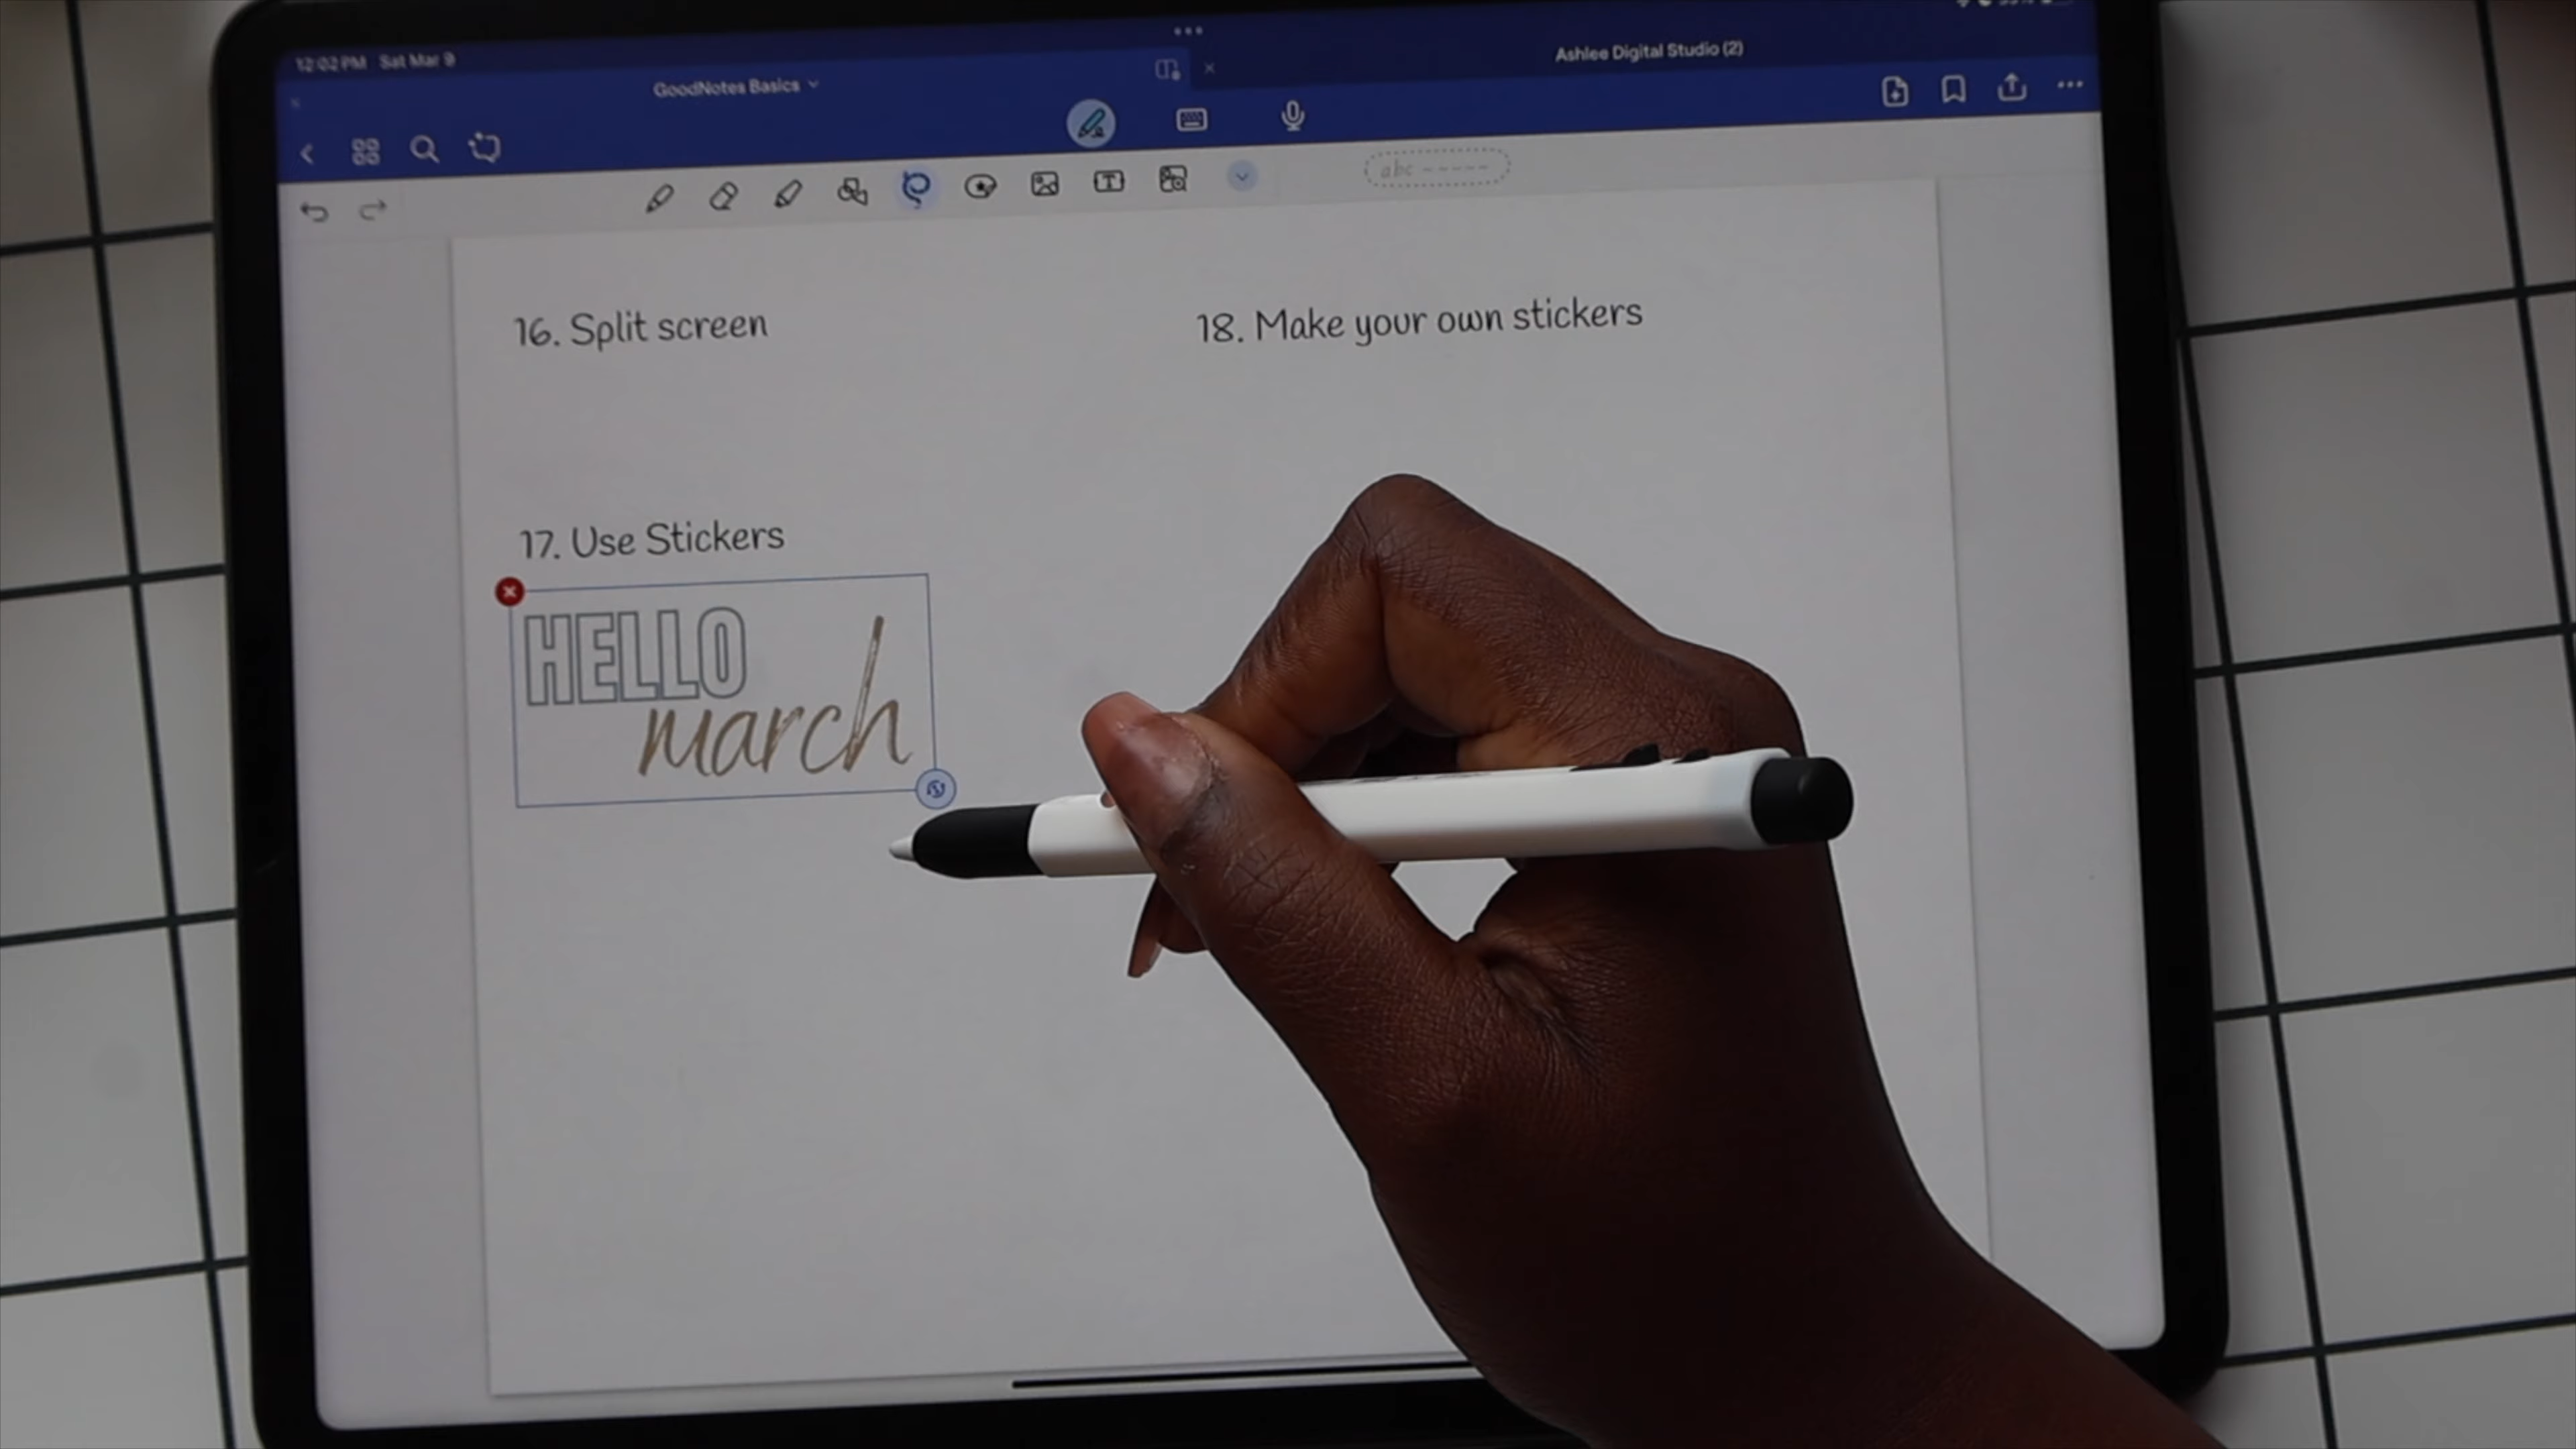 12:02 PM Sat Mar 9
Ashlee Digital Studio (2)
GoodNotes Basics
abc
16. Split screen
18. Make your own stickers
17. Use Stickers
HELLO
march